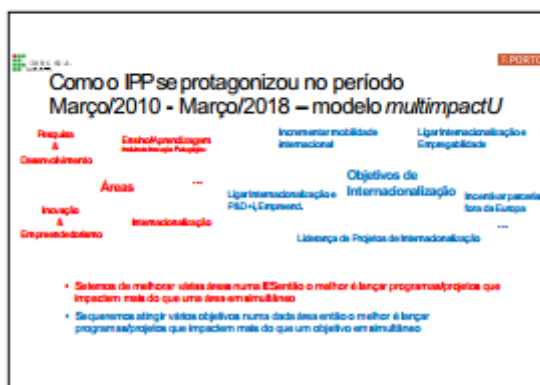 P.PORTO
Como o IPP se protagonizou no período
Março/2010 - Março/2018 – modelo multimpactU
Pesquisa
&
Desenvolvimento
Ensino/Aprendizagem
Incrementar mobilidade
internacional
Ligar Internacionalização e
Empregabilidade
Áreas
...
Objetivos de
Internacionalização
Ligar Internacionalização e
P&D+I, Empreend.
Incentivar parcerias
fora da Europa
...
Inovação
&
Empreendedorismo
Internacionalização
Liderança de Projetos de Internacionalização
• Se temos de melhorar várias áreas numa IES então o melhor é lançar programas/projetos que
impactem mais do que uma área em simultâneo
• Se queremos atingir vários objetivos numa dada área então o melhor é lançar
programas/projetos que impactem mais do que um objetivo em simultâneo